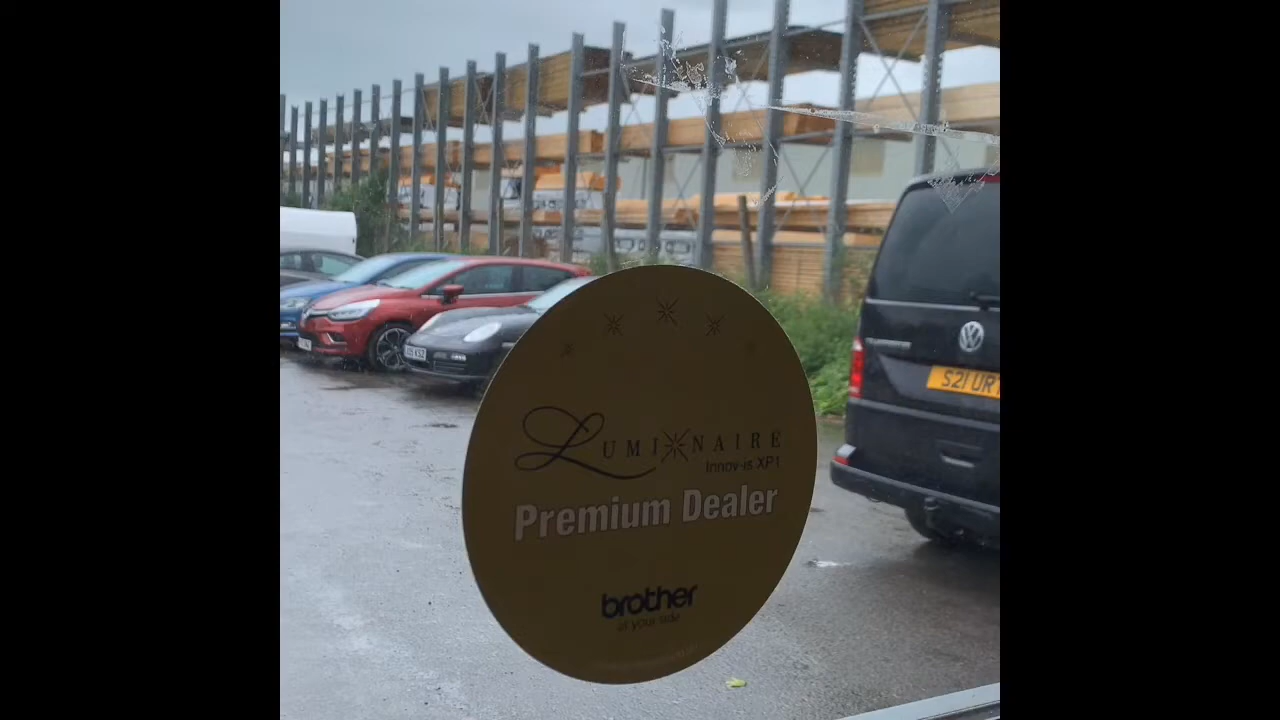 LUMINAIRE
Innov-is XP1
Premium Dealer
brother
at your side
S21 UR